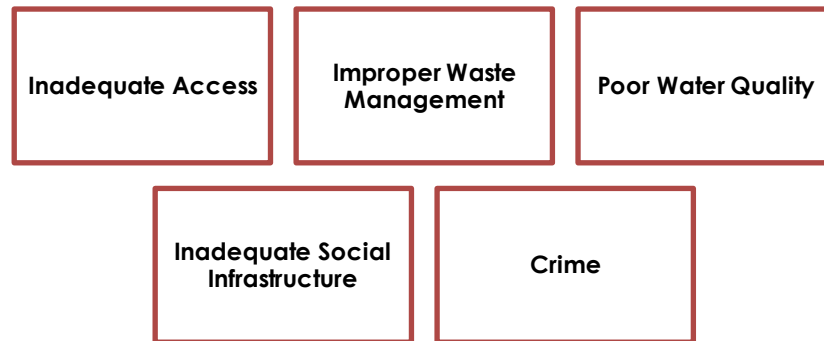 Inadequate Access
Improper Waste
Management
Poor Water Quality
Inadequate Social
Infrastructure
Crime